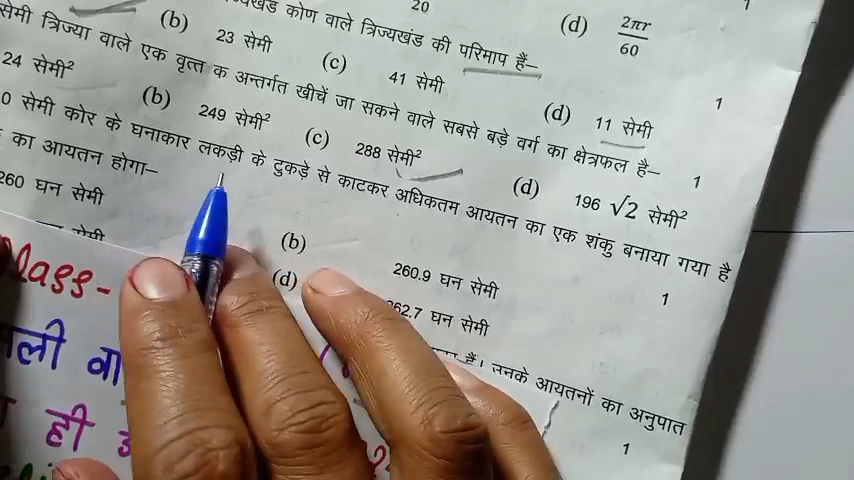 20
1
कोण वाले त्रिज्यखंड की परिमाप हैं–
(b) 23 सेमी
(d) 2πr/60
सेमी त्रिज्या वाले एक वृत्त क अन्तर्गत खीचें जा सकने वाले सबसे बड़े वर्ग का क्षेत्रफल है–
(c) 41 सेमी
(d) 11 सेमी
1
24 सेमी²
(b) 249 सेमी²
(c) 288 सेमी²
(d) 196 √2 सेमी²
1
0 सेमी कोर के घनाकार लकड़ी के टुकड़े से काटकर अधिकतम आयतन का एक शंकु बनाया गया है
का आयतन होगा–
1
260 घन सेमी
(b) 260.9 घन सेमी
(d) 262.7 घन सेमी
हैं। उनके आयतनों का अनुपात
1
ही